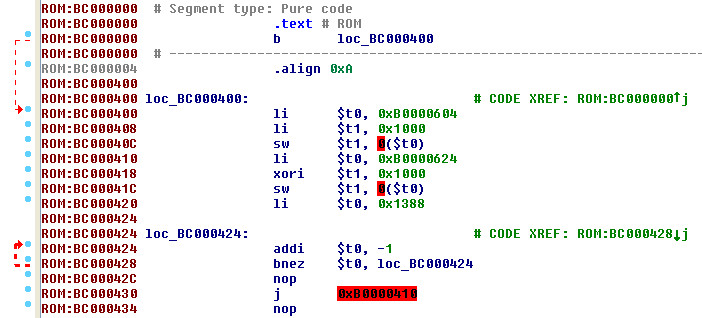 ROM:BC000000 # Segment type: Pure code
ROM:BC000000 .text # ROM
ROM:BC000000 b loc_BC000400
ROM:BC000000 # ---------------------------------------------------------------------------
ROM:BC000004 .align 0xA
ROM:BC000400
ROM:BC000400 loc_BC000400: # CODE XREF: ROM:BC000000↑j
ROM:BC000400 li $t0, 0xB0000604
ROM:BC000408 li $t1, 0x1000
ROM:BC00040C sw $t1, 0($t0)
ROM:BC000410 li $t0, 0xB0000624
ROM:BC000418 xori $t1, 0x1000
ROM:BC00041C sw $t1, 0($t0)
ROM:BC000420 li $t0, 0x1388
ROM:BC000424
ROM:BC000424 loc_BC000424: # CODE XREF: ROM:BC000428↓j
ROM:BC000424 addi $t0, -1
ROM:BC000428 bnez $t0, loc_BC000424
ROM:BC00042C nop
ROM:BC000430 j 0xB0000410
ROM:BC000434 nop